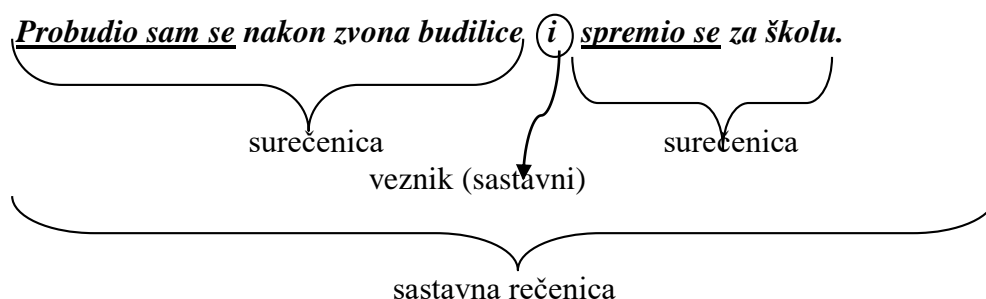 Probudio sam se nakon zvona budilice i spremio se za školu.
surečenica surečenica
veznik (sastavni)
sastavna rečenica